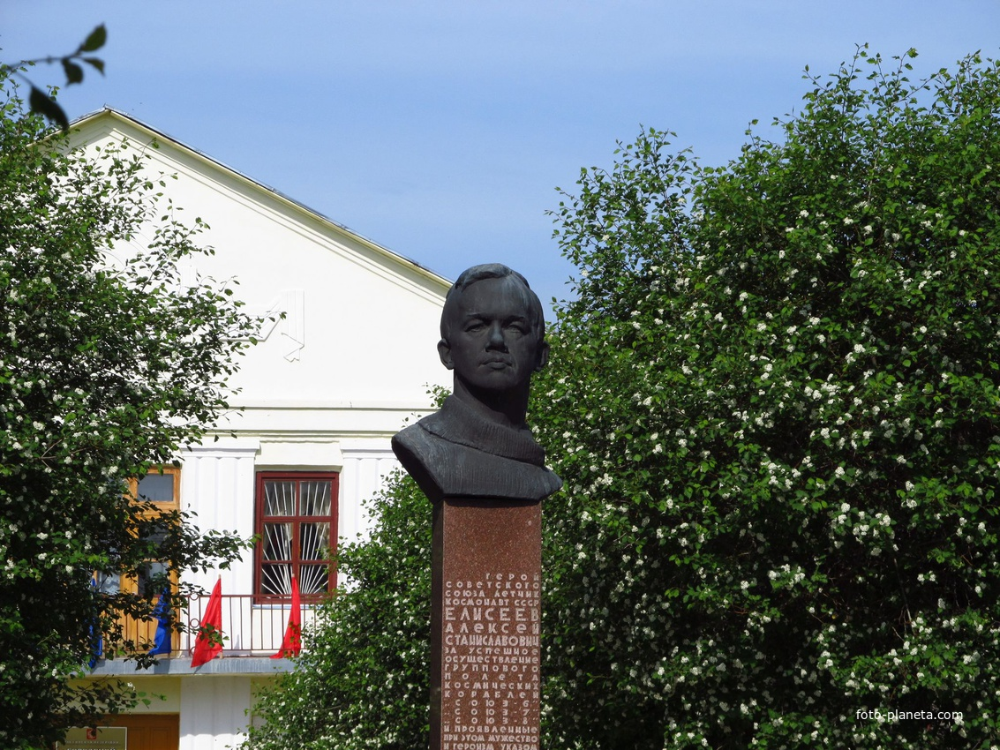 ГЕРОЙ
СОВЕТСКОГО
СОЮЗА ЛЕТЧИК
КОСМОНАВТ СССР
ЕЛИСЕЕВ
АЛЕКСЕЙ
СТАНИСЛАВОВИЧ
ЗА УСПЕШНОЕ
ОСУЩЕСТВЛЕНИЕ
ГРУППОВОГО
ПОЛЕТА
КОСМИЧЕСКИХ
КОРАБЛЕЙ
"СОЮЗ-6"
"СОЮЗ-7"
"СОЮЗ-8"
И ПРОЯВЛЕННЫЕ
ПРИ ЭТОМ МУЖЕСТВО
И ГЕРОИЗМ УКАЗОМ
foto-planeta.com